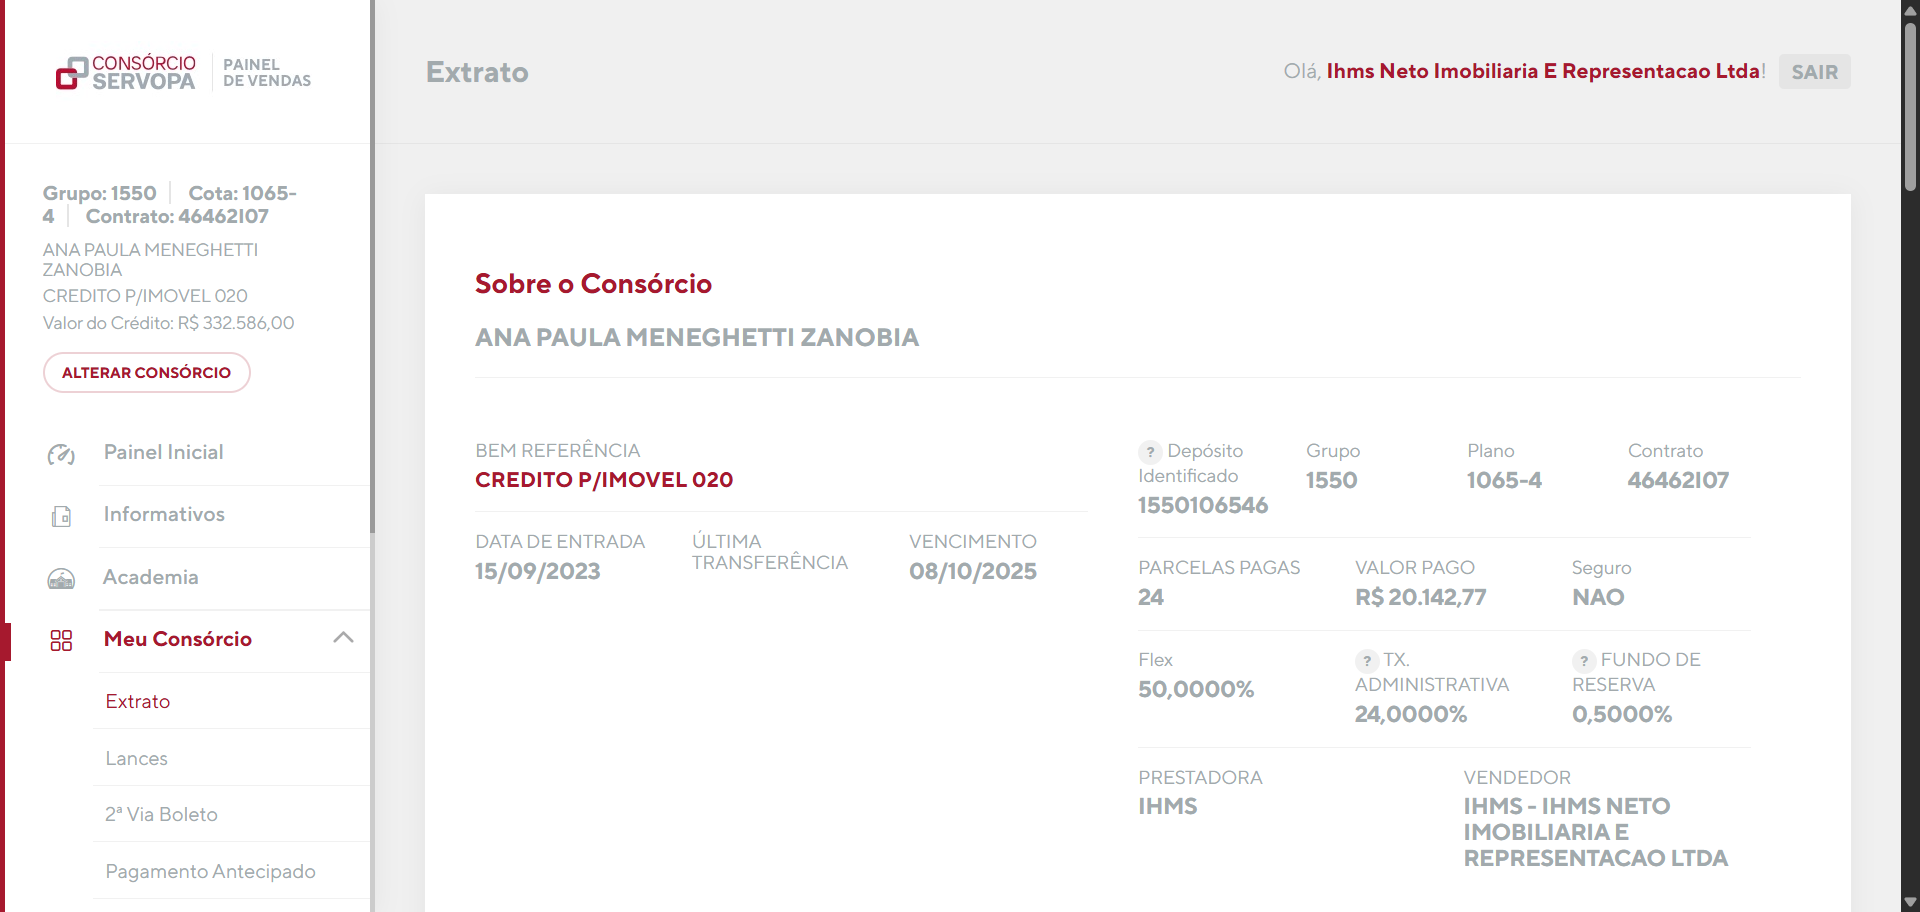 CONSÓRCIO
SERVOPA
PAINEL
DE VENDAS
Extrato
Olá, Ihms Neto Imobiliaria E Representacao Ltda!
SAIR
Grupo: 1550 Cota: 1065-
4 Contrato: 46462I07
ANA PAULA MENEGHETTI
ZANOBIA
CREDITO P/IMOVEL 020
Valor do Crédito: R$ 332.586,00
ALTERAR CONSÓRCIO
Painel Inicial
Informativos
Academia
Meu Consórcio
Extrato
Lances
2ª Via Boleto
Pagamento Antecipado
Sobre o Consórcio
ANA PAULA MENEGHETTI ZANOBIA
BEM REFERÊNCIA
CREDITO P/IMOVEL 020
DATA DE ENTRADA
15/09/2023
ÚLTIMA
TRANSFERÊNCIA
VENCIMENTO
08/10/2025
? Depósito
Identificado
1550106546
Grupo
1550
Plano
1065-4
Contrato
46462I07
PARCELAS PAGAS
24
VALOR PAGO
R$ 20.142,77
Seguro
NAO
Flex
50,0000%
? TX.
ADMINISTRATIVA
24,0000%
? FUNDO DE
RESERVA
0,5000%
PRESTADORA
IHMS
VENDEDOR
IHMS - IHMS NETO
IMOBILIARIA E
REPRESENTACAO LTDA